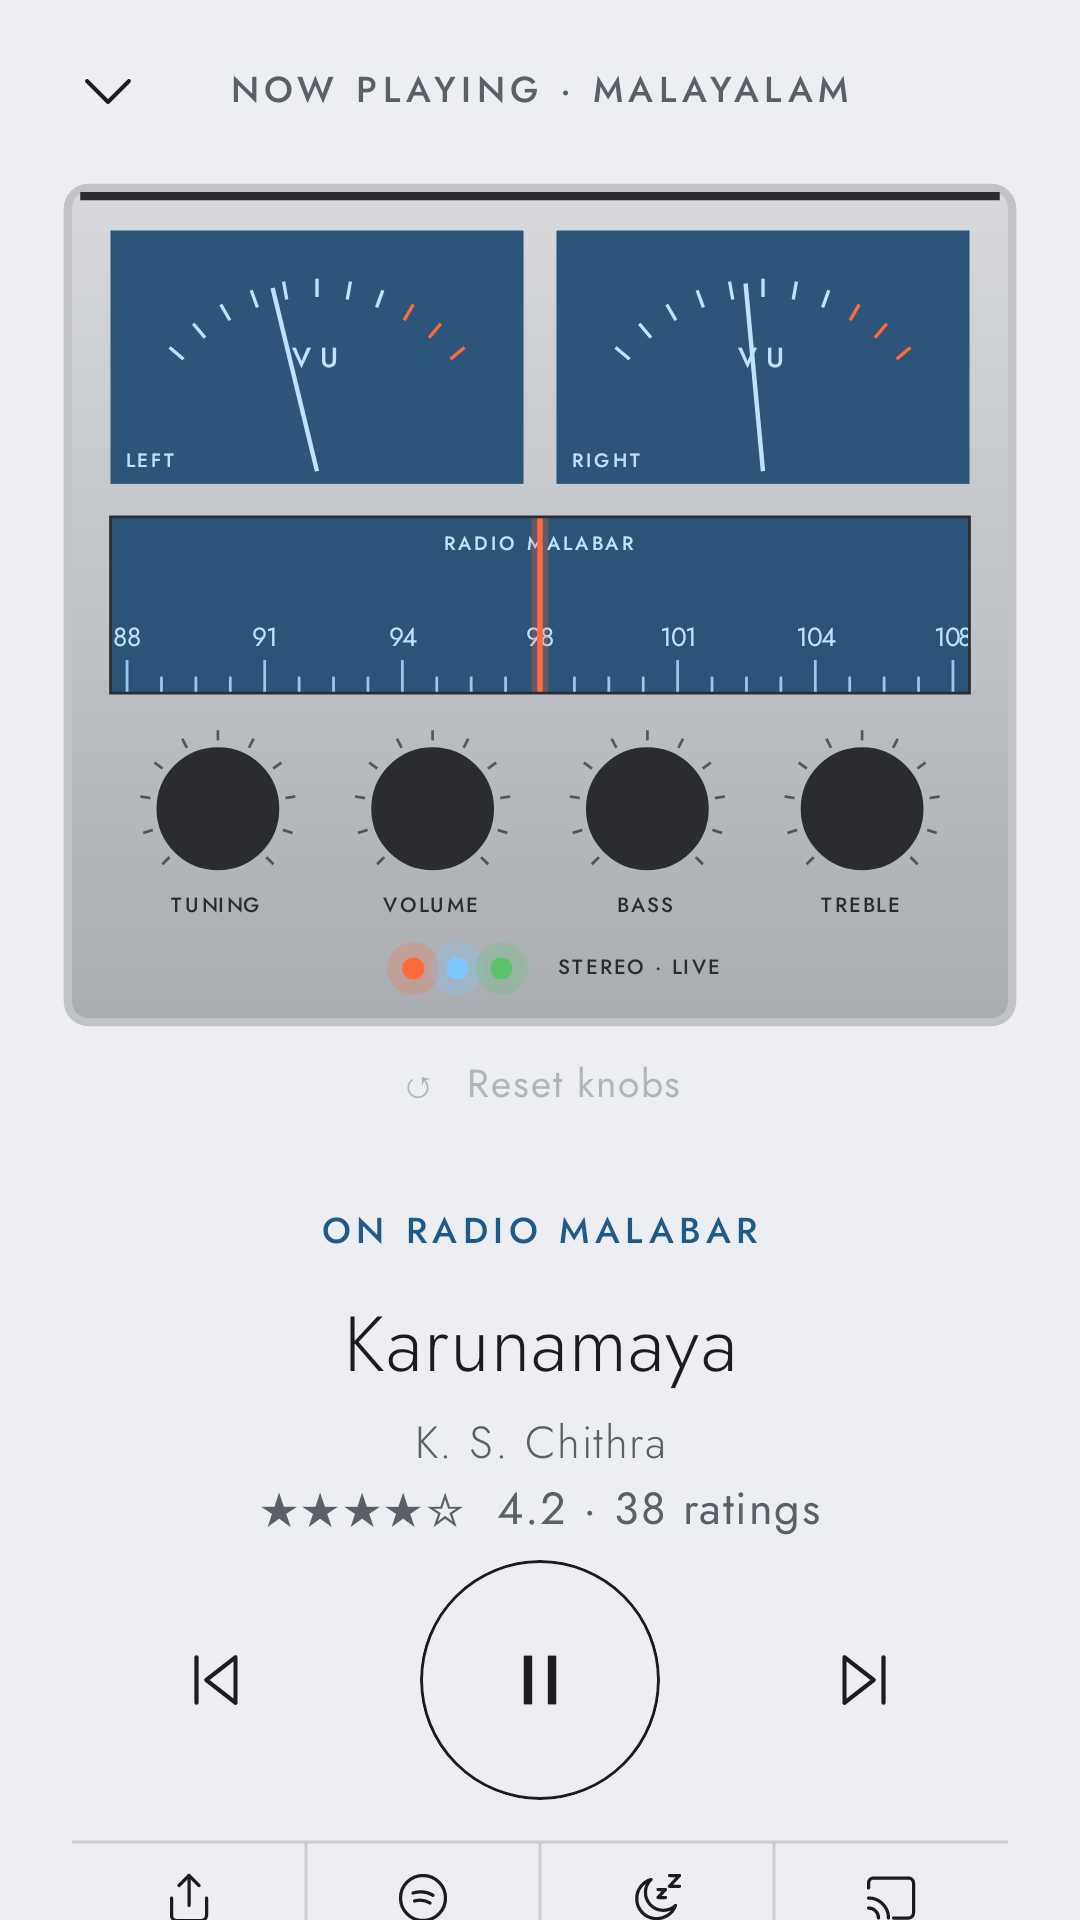 NOW PLAYING · MALAYALAM
VU
VU
LEFT
RIGHT
RADIO MALABAR
88 91 94 98 101 104 108
TUNING VOLUME BASS TREBLE
STEREO · LIVE
Reset knobs
ON RADIO MALABAR
Karunamaya
K. S. Chithra
★★★★☆ 4.2 · 38 ratings